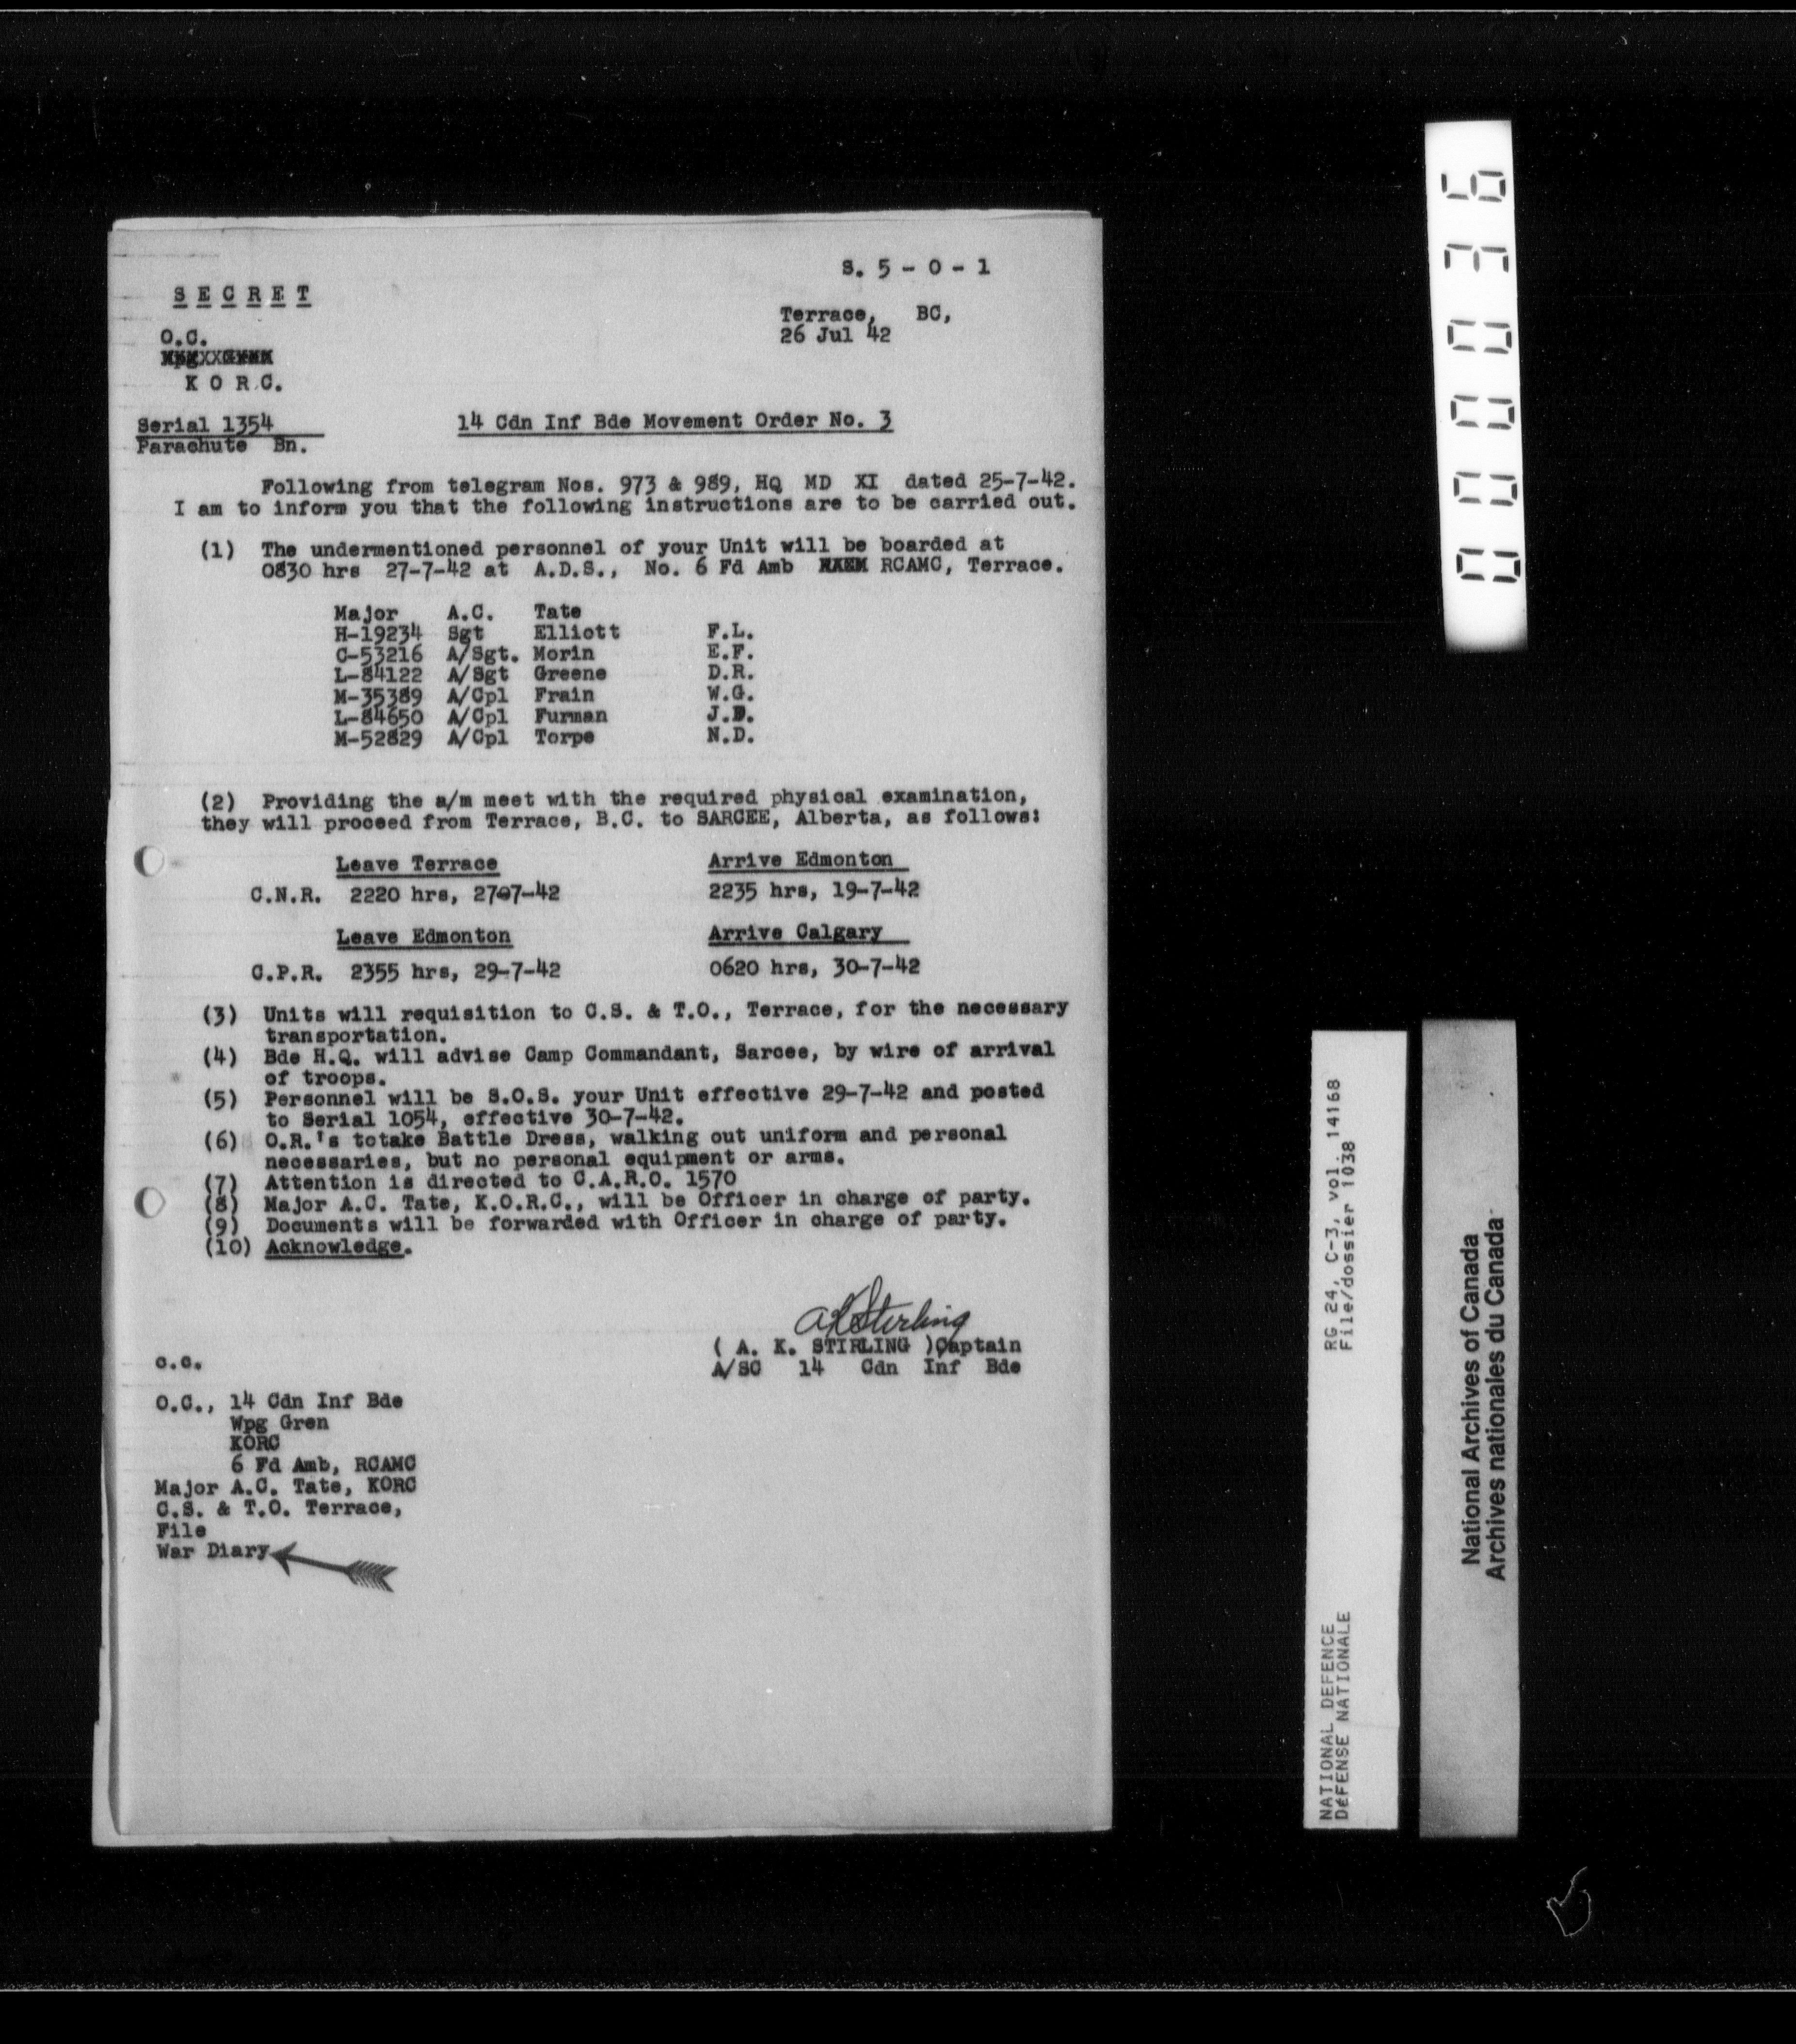 S. 5 - 0 - 1
S E C R E T
Terrace, BC,
26 Jul 42
O.C.
K O R C.
Serial 1354
Parachute Bn.
14 Cdn Inf Bde Movement Order No. 3
Following from telegram Nos. 973 & 989, HQ MD XI dated 25-7-42.
I am to inform you that the following instructions are to be carried out.
(1) The undermentioned personnel of your Unit will be boarded at
0830 hrs 27-7-42 at A.D.S., No. 6 Fd Amb RCAMC, Terrace.
Major A.C. Tate
H-19234 Sgt Elliott F.L.
C-53216 A/Sgt. Morin E.F.
L-84122 A/Sgt Greene D.R.
M-35389 A/Cpl Frain W.G.
L-84650 A/Cpl Furman J.D.
M-52829 A/Cpl Torpe N.D.
(2) Providing the a/m meet with the required physical examination,
they will proceed from Terrace, B.C. to SARCEE, Alberta, as follows:
Leave Terrace Arrive Edmonton
C.N.R. 2220 hrs, 27-7-42 2235 hrs, 19-7-42
Leave Edmonton Arrive Calgary
C.P.R. 2355 hrs, 29-7-42 0620 hrs, 30-7-42
(3) Units will requisition to C.S. & T.O., Terrace, for the necessary
transportation.
(4) Bde H.Q. will advise Camp Commandant, Sarcee, by wire of arrival
of troops.
(5) Personnel will be S.O.S. your Unit effective 29-7-42 and posted
to Serial 1054, effective 30-7-42.
(6) O.R.'s totake Battle Dress, walking out uniform and personal
necessaries, but no personal equipment or arms.
(7) Attention is directed to C.A.R.O. 1570
(8) Major A.C. Tate, K.O.R.C., will be Officer in charge of party.
(9) Documents will be forwarded with Officer in charge of party.
(10) Acknowledge.
AKStirling
( A. K. STIRLING )Captain
A/SC 14 Cdn Inf Bde
c.c.
O.C., 14 Cdn Inf Bde
Wpg Gren
KORC
6 Fd Amb, RCAMC
Major A.C. Tate, KORC
C.S. & T.O. Terrace,
File
War Diary
000036
RG 24, C-3, vol. 14168
File/dossier 1038
NATIONAL DEFENCE
DéFENSE NATIONALE
National Archives of Canada
Archives nationales du Canada